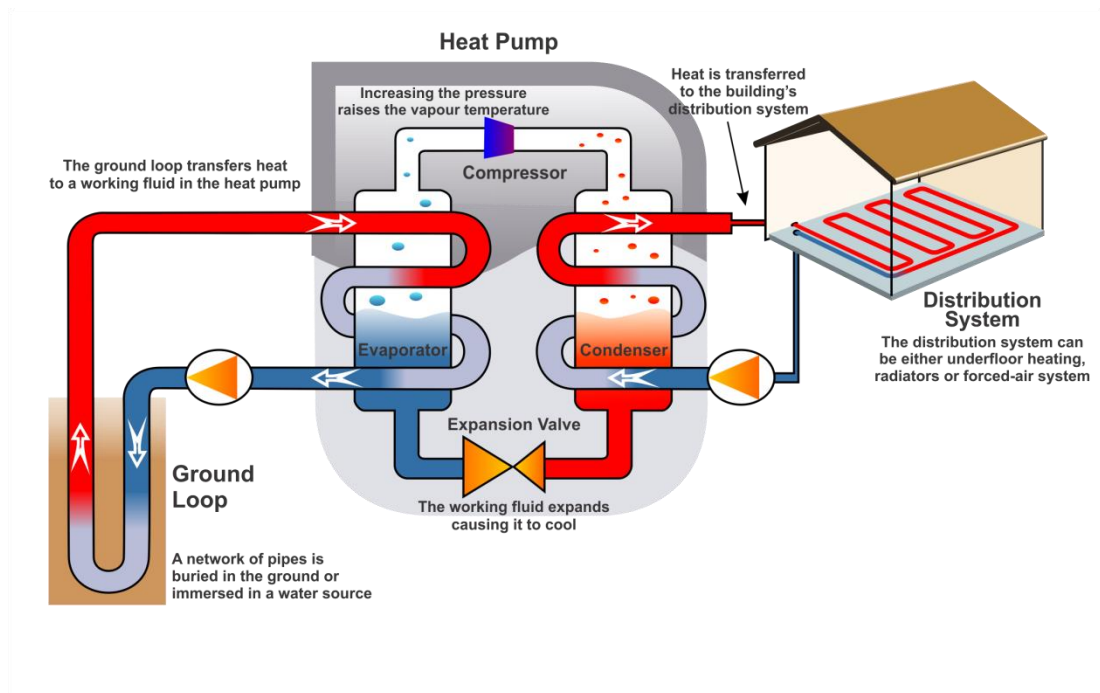 Heat Pump
Increasing the pressure
raises the vapour temperature
Compressor
Heat is transferred
to the building's
distribution system
The ground loop transfers heat
to a working fluid in the heat pump
Evaporator
Condenser
Expansion Valve
The working fluid expands
causing it to cool
Ground
Loop
A network of pipes is
buried in the ground or
immersed in a water source
Distribution
System
The distribution system can
be either underfloor heating,
radiators or forced-air system